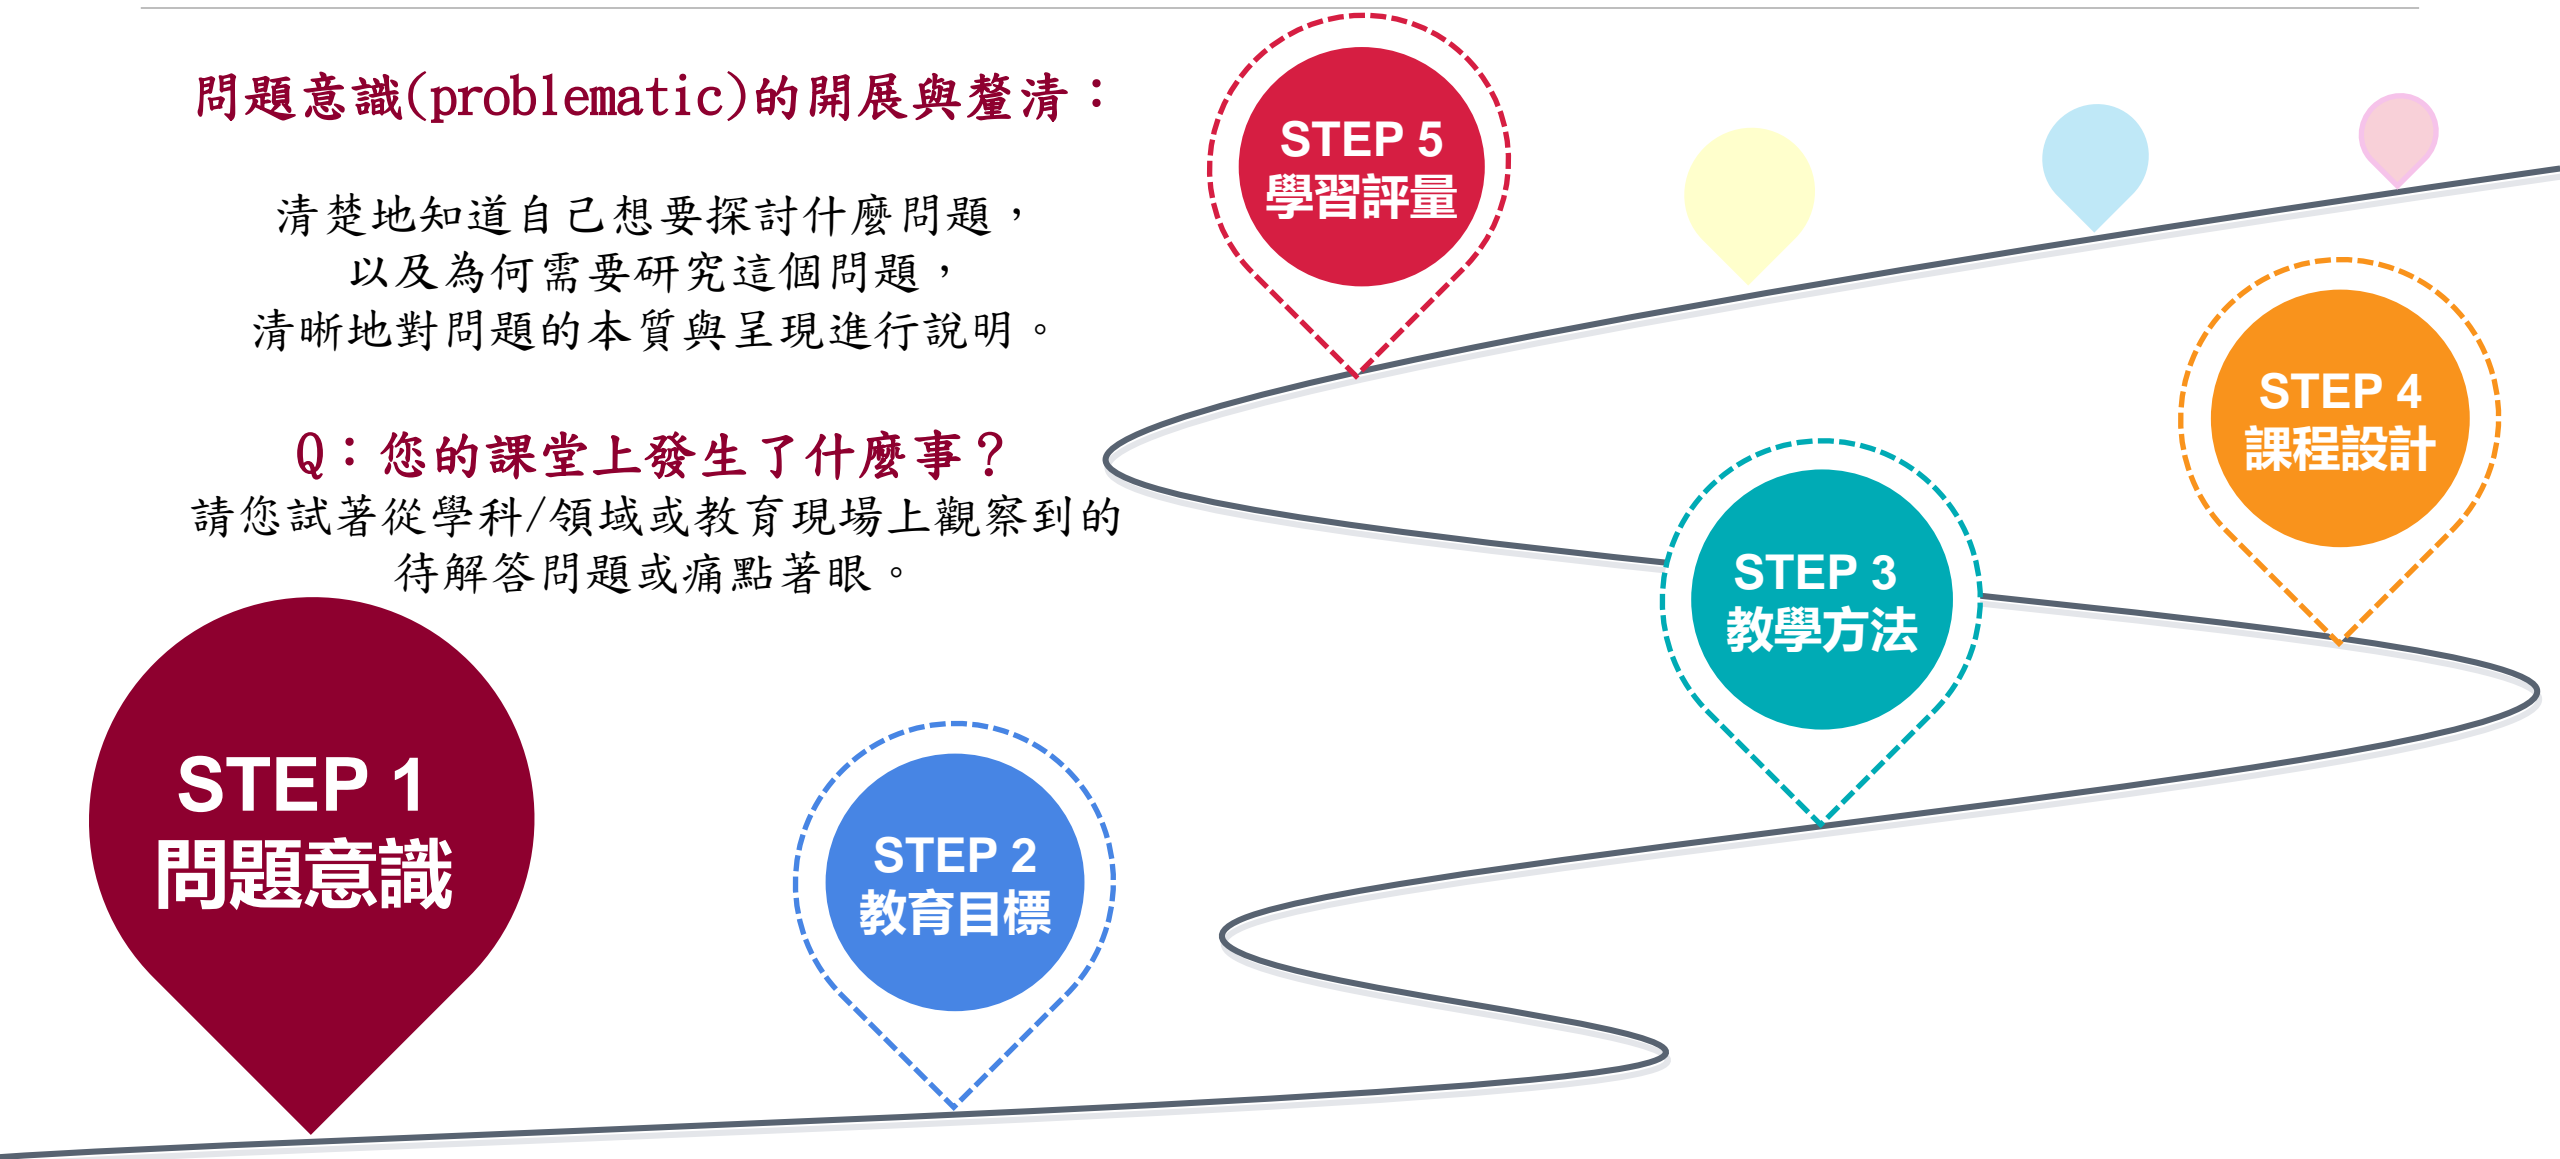 問題意識(problematic)的開展與釐清：
清楚地知道自己想要探討什麼問題，
以及為何需要研究這個問題，
清晰地對問題的本質與呈現進行說明。
Q：您的課堂上發生了什麼事？
請您試著從學科/領域或教育現場上觀察到的
待解答問題或痛點著眼。
STEP 1
問題意識
STEP 2
教育目標
STEP 3
教學方法
STEP 4
課程設計
STEP 5
學習評量